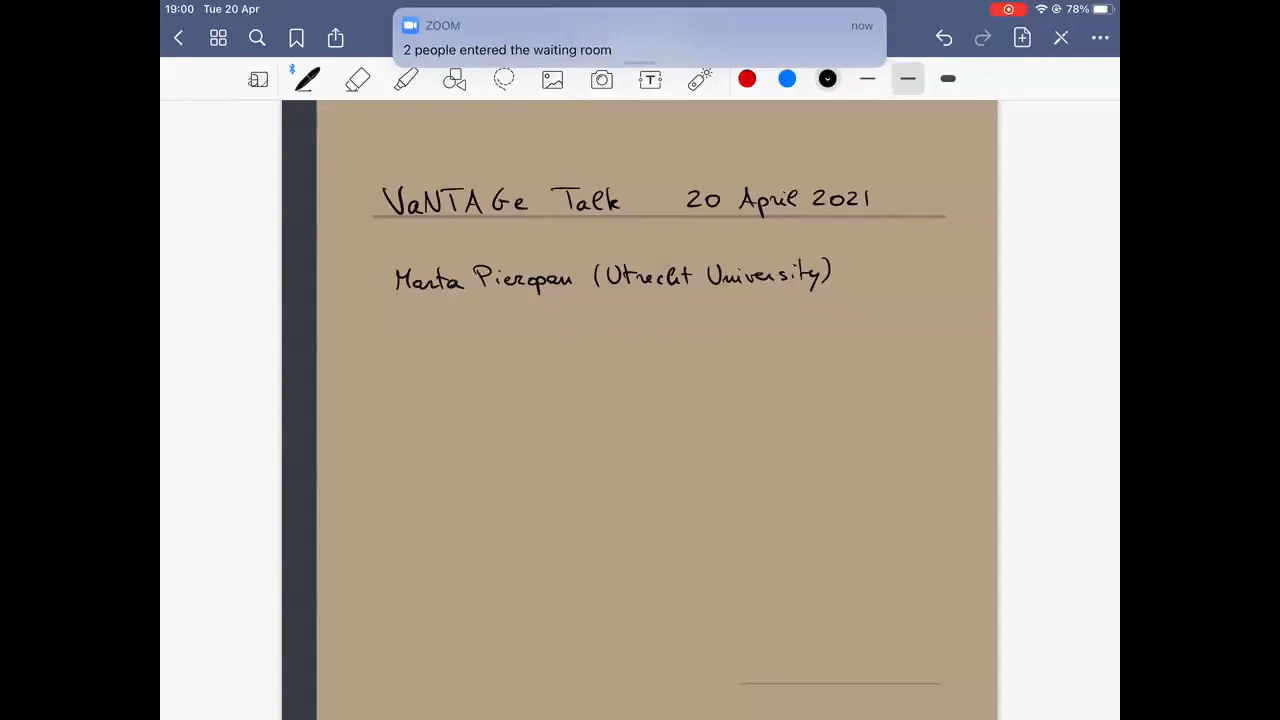 19:00 Tue 20 Apr
78%
ZOOM
now
2 people entered the waiting room
VaNTAGe Talk 20 April 2021
Marta Pieropan (Utrecht University)